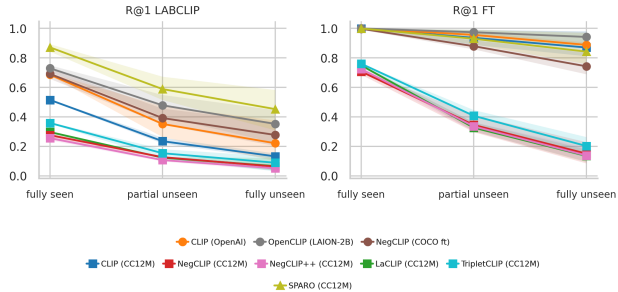 R@1 LABCLIP
R@1 FT
1.0
0.8
0.6
0.4
0.2
0.0
fully seen
partial unseen
fully unseen
1.0
0.8
0.6
0.4
0.2
0.0
fully seen
partial unseen
fully unseen
CLIP (OpenAI) OpenCLIP (LAION-2B) NegCLIP (COCO ft)
CLIP (CC12M) NegCLIP (CC12M) NegCLIP++ (CC12M) LaCLIP (CC12M) TripletCLIP (CC12M)
SPARO (CC12M)